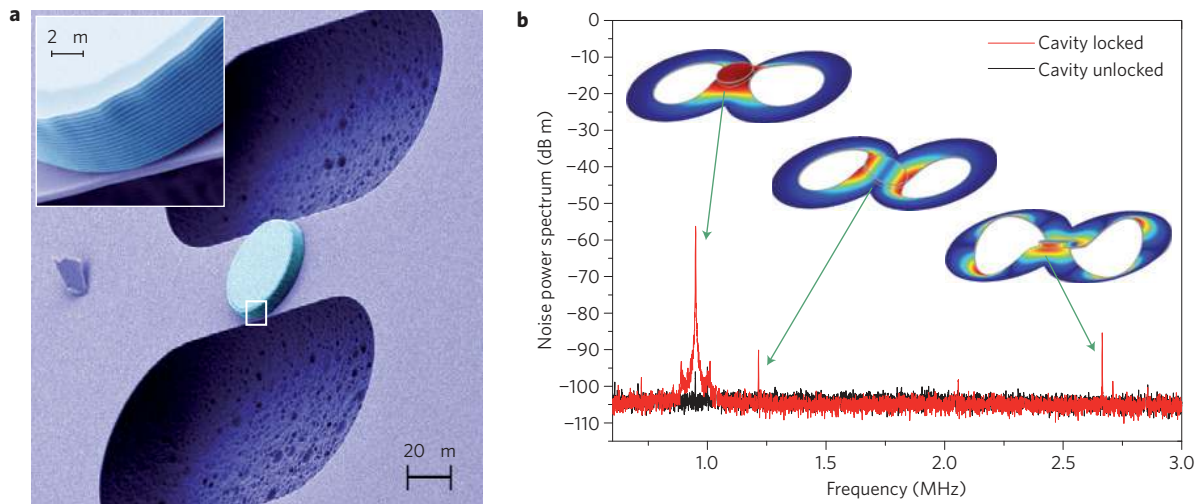 a
2 m
20 m
b
Noise power spectrum (dB m)
0
−10
−20
−30
−40
−50
−60
−70
−80
−90
−100
−110
Cavity locked
Cavity unlocked
1.0 1.5 2.0 2.5 3.0
Frequency (MHz)